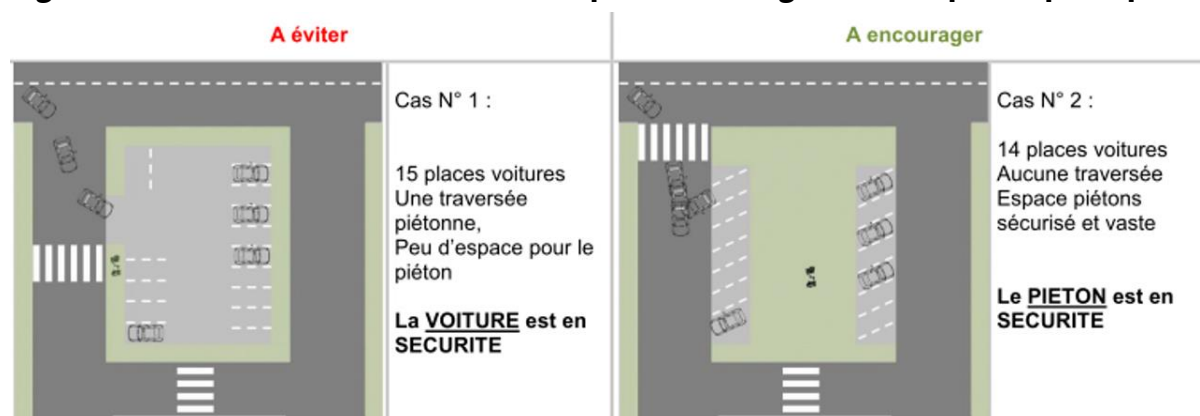 A éviter
A encourager
Cas N° 1 :
15 places voitures
Une traversée
piétonne,
Peu d'espace pour le
piéton
La VOITURE est en
SECURITE
Cas N° 2 :
14 places voitures
Aucune traversée
Espace piétons
sécurisé et vaste
Le PIETON est en
SECURITE